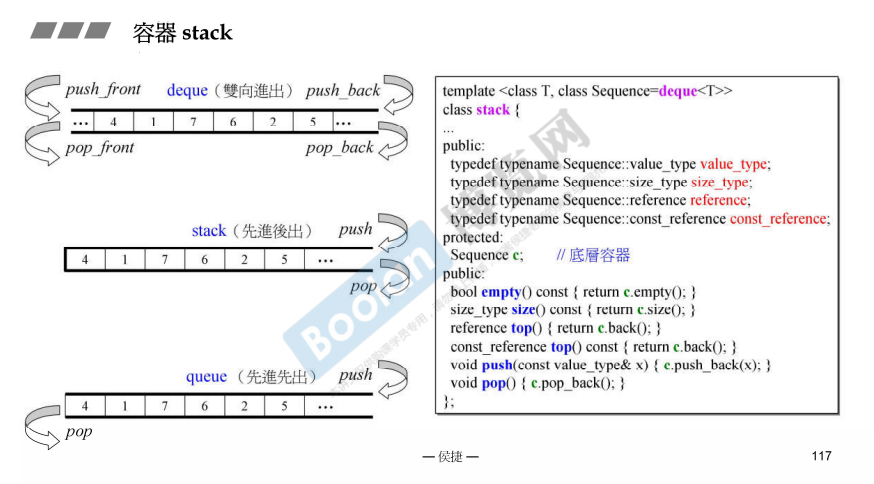 容器 stack
push_front deque（雙向進出） push_back
… 4 1 7 6 2 5 …
pop_front pop_back
stack（先進後出） push
4 1 7 6 2 5 …
pop
queue （先進先出） push
4 1 7 6 2 5 …
pop
template <class T, class Sequence=deque<T>>
class stack {
...
public:
typedef typename Sequence::value_type value_type;
typedef typename Sequence::size_type size_type;
typedef typename Sequence::reference reference;
typedef typename Sequence::const_reference const_reference;
protected:
Sequence c; // 底層容器
public:
bool empty() const { return c.empty(); }
size_type size() const { return c.size(); }
reference top() { return c.back(); }
const_reference top() const { return c.back(); }
void push(const value_type& x) { c.push_back(x); }
void pop() { c.pop_back(); }
};
Boolan 博览网
— 侯捷 —
117